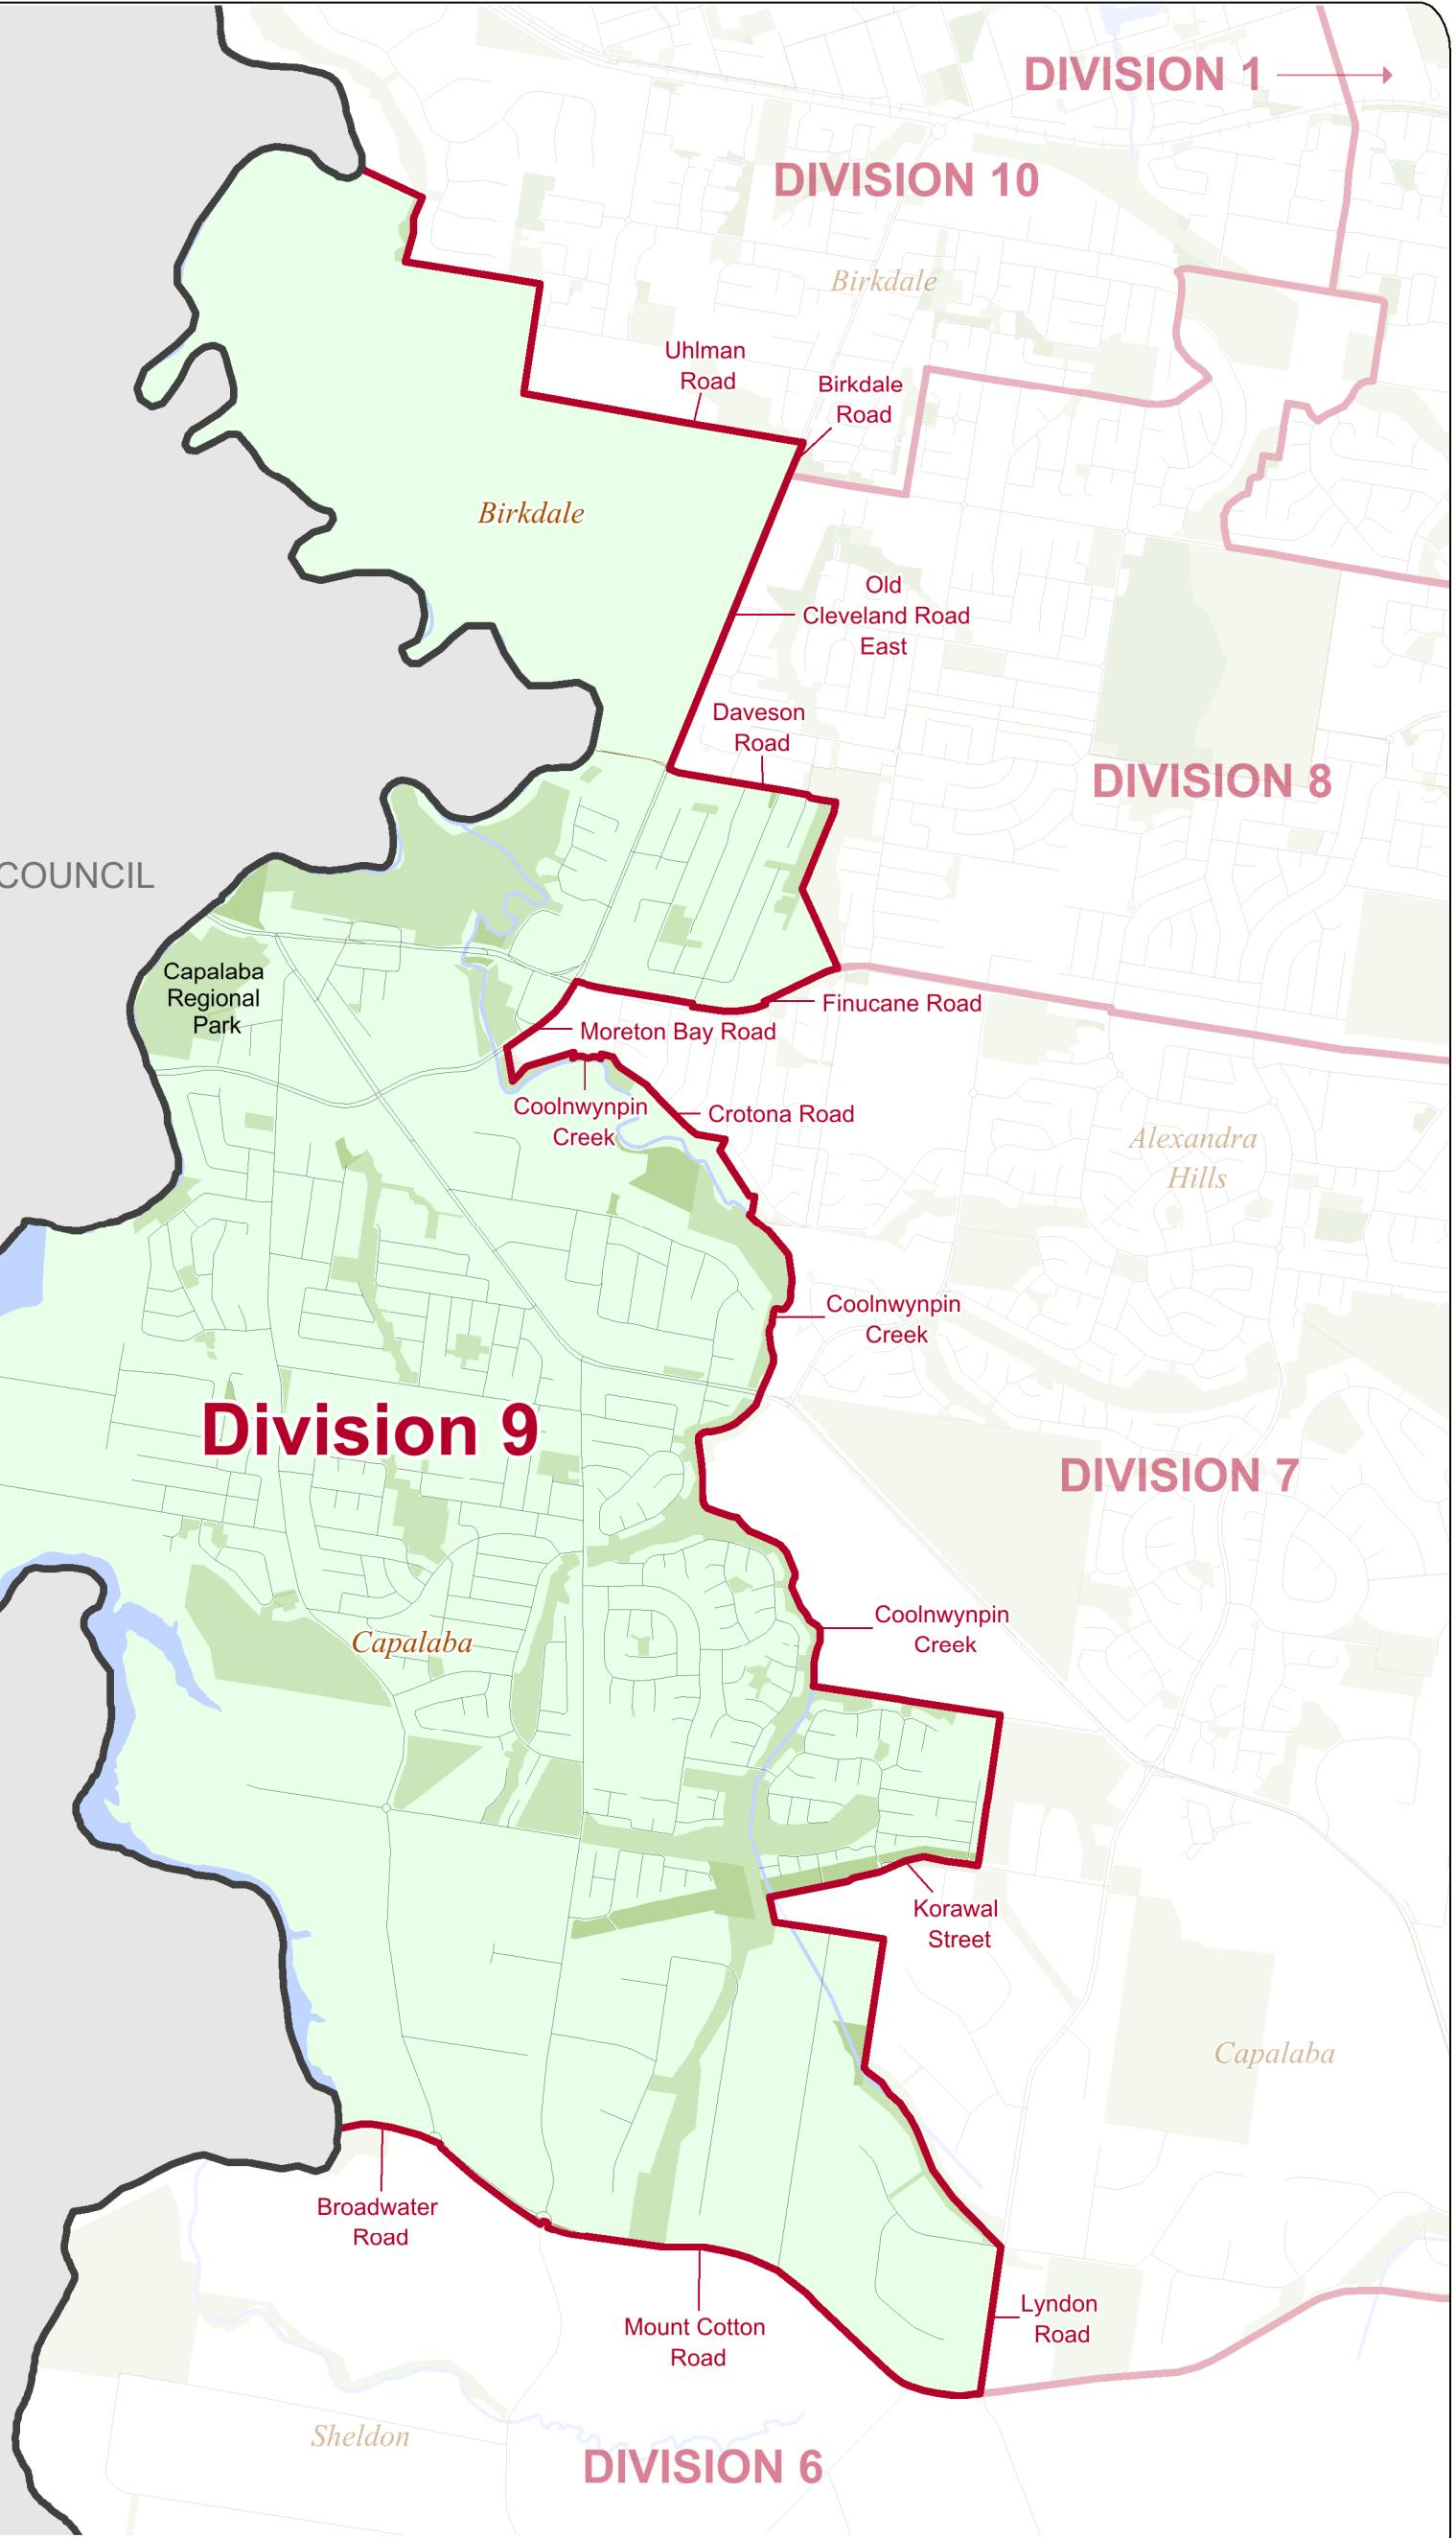 DIVISION 1
DIVISION 10
Birkdale
Uhlman
Road
Birkdale
Road
Birkdale
Old
Cleveland Road
East
Daveson
Road
DIVISION 8
COUNCIL
Capalaba
Regional
Park
Finucane Road
Moreton Bay Road
Coolnwynpin
Creek
Crotona Road
Alexandra
Hills
Coolnwynpin
Creek
Division 9
DIVISION 7
Coolnwynpin
Creek
Capalaba
Korawal
Street
Capalaba
Broadwater
Road
Lyndon
Road
Mount Cotton
Road
Sheldon
DIVISION 6